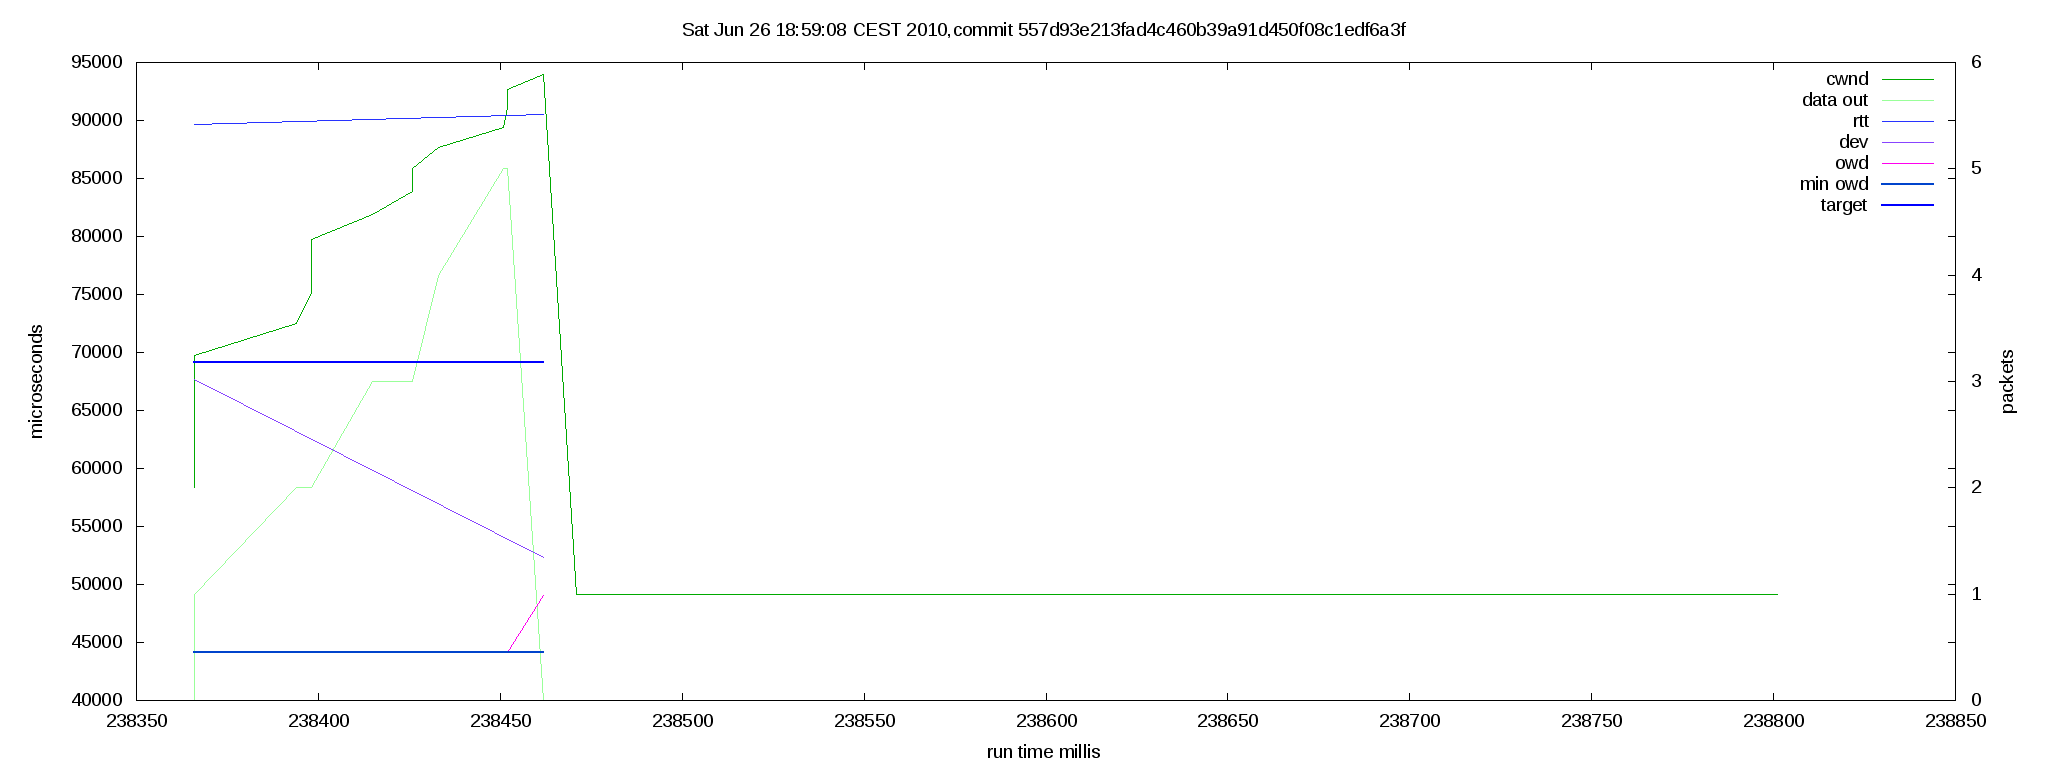 Sat Jun 26 18:59:08 CEST 2010, commit 557d93e213fad4c460b39a91d450f08c1edf6a3f
95000
90000
85000
80000
75000
70000
65000
60000
55000
50000
45000
40000
microseconds
6
5
4
3
2
1
0
packets
cwnd
data out
rtt
dev
owd
min owd
target
238350 238400 238450 238500 238550 238600 238650 238700 238750 238800 238850
run time millis